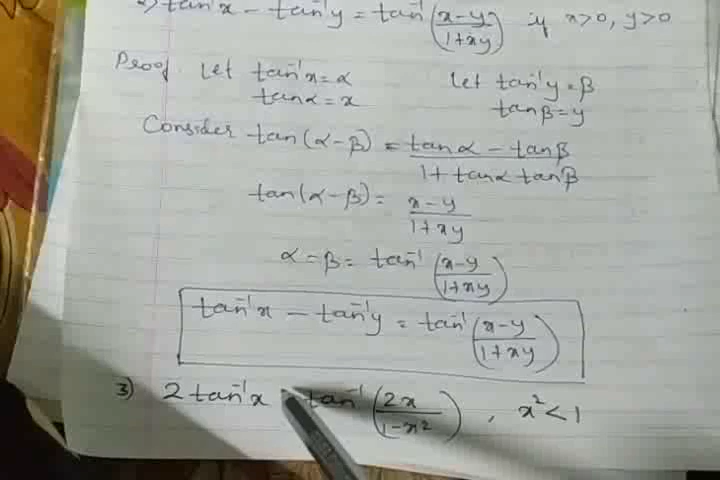 2) tan⁻¹x − tan⁻¹y = tan⁻¹((x−y)/(1+xy)) if x>0, y>0
Proof Let tan⁻¹x = α Let tan⁻¹y = β
tanα = x tanβ = y
Consider tan(α−β) = (tanα − tanβ)/(1 + tanα tanβ)
tan(α−β) = (x−y)/(1+xy)
α−β = tan⁻¹((x−y)/(1+xy))
tan⁻¹x − tan⁻¹y = tan⁻¹((x−y)/(1+xy))
3) 2tan⁻¹x tan⁻¹(2x/(1−x²)), x²<1